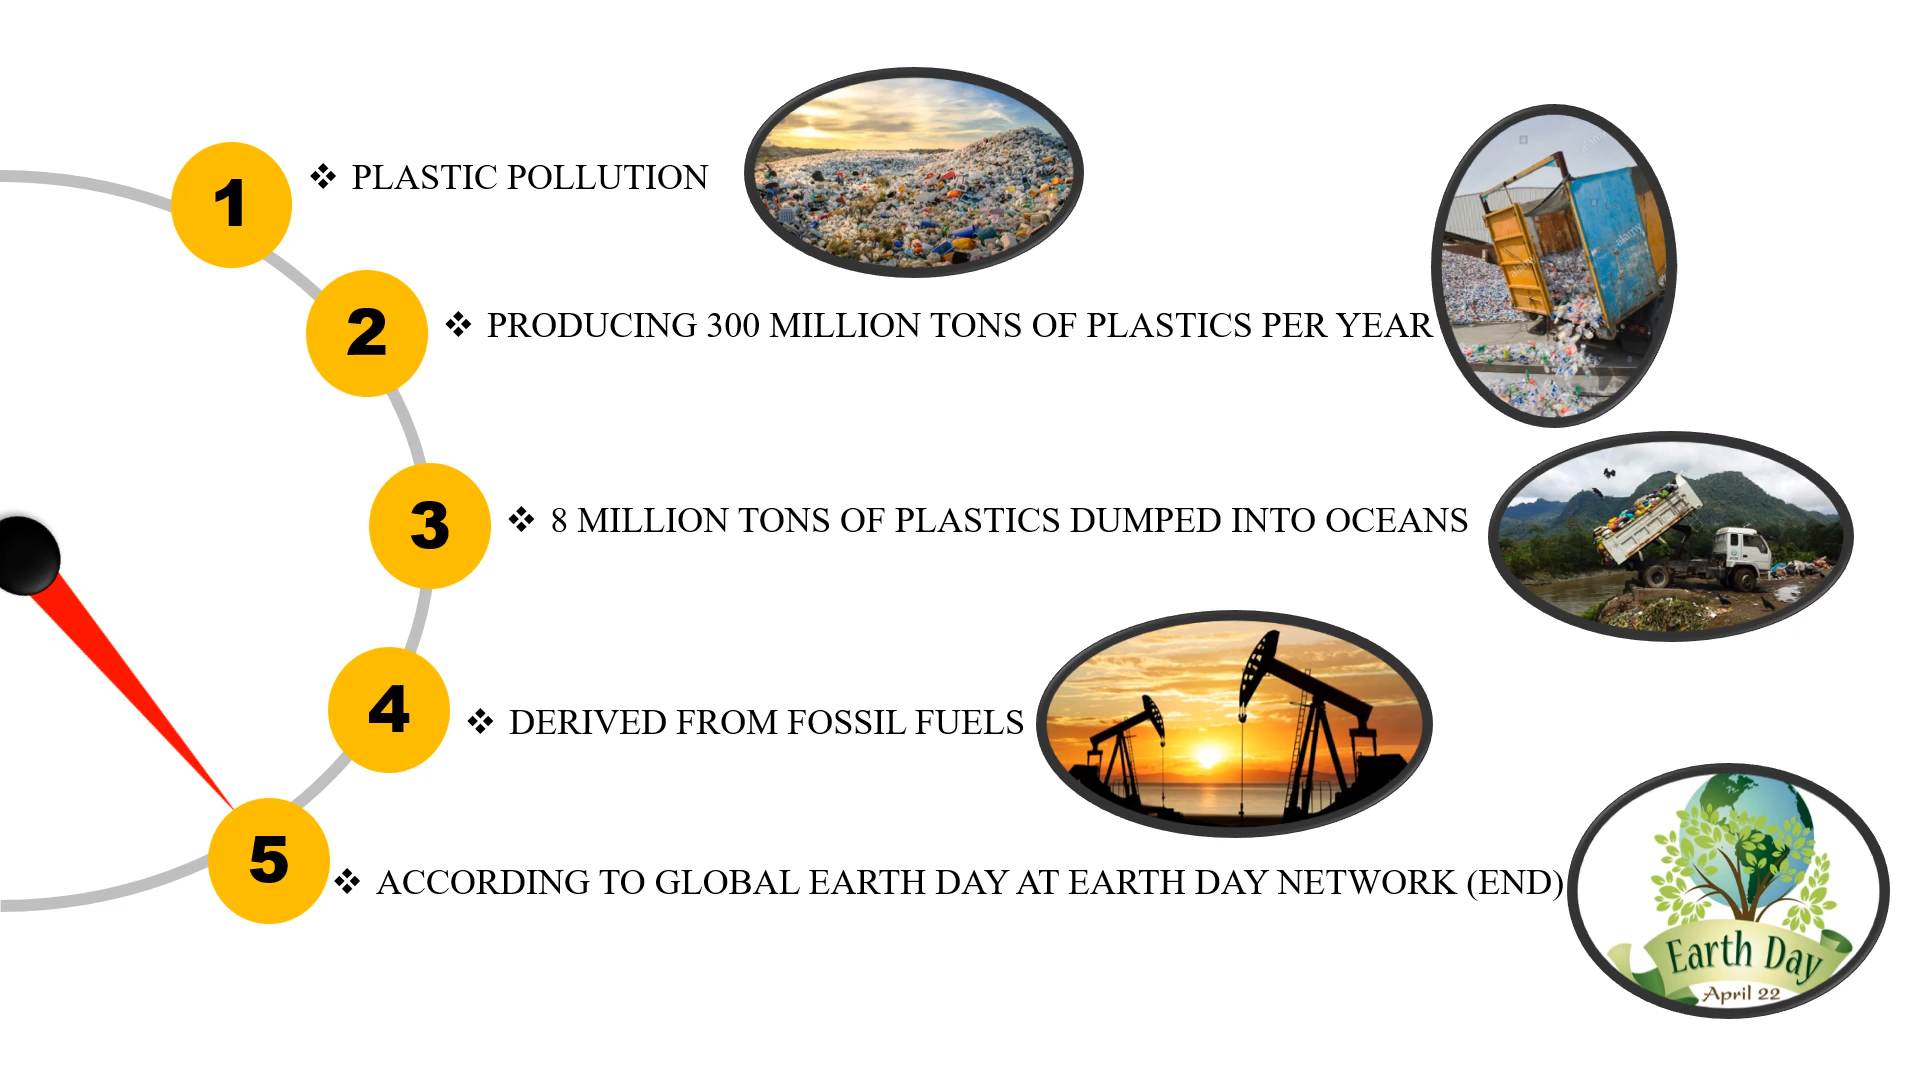 1
❖ PLASTIC POLLUTION
2
❖ PRODUCING 300 MILLION TONS OF PLASTICS PER YEAR
alamy
alamy
3
❖ 8 MILLION TONS OF PLASTICS DUMPED INTO OCEANS
4
❖ DERIVED FROM FOSSIL FUELS
5
❖ ACCORDING TO GLOBAL EARTH DAY AT EARTH DAY NETWORK (END)
Earth Day
April 22